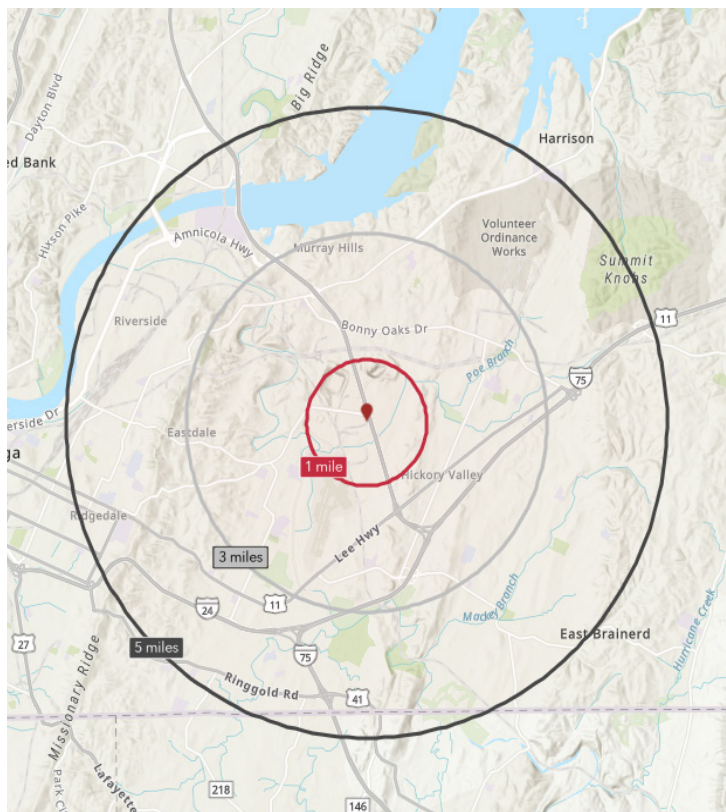 Dayton Blvd
Big Ridge
ed Bank
Harrison
Hixson Pike
Amnicola Hwy
Murray Hills
Volunteer
Ordinance
Works
Summit
Knobs
Riverside
Bonny Oaks Dr
11
Poe Branch
75
erside Dr
Eastdale
ga
1 mile
Hickory Valley
Ridgedale
Lee Hwy
3 miles
11
24
Mackey Branch
27
5 miles
75
East Brainerd
Hurricane Creek
Missionary Ridge
Ringgold Rd
41
Park Ci
Lafayette
218
146